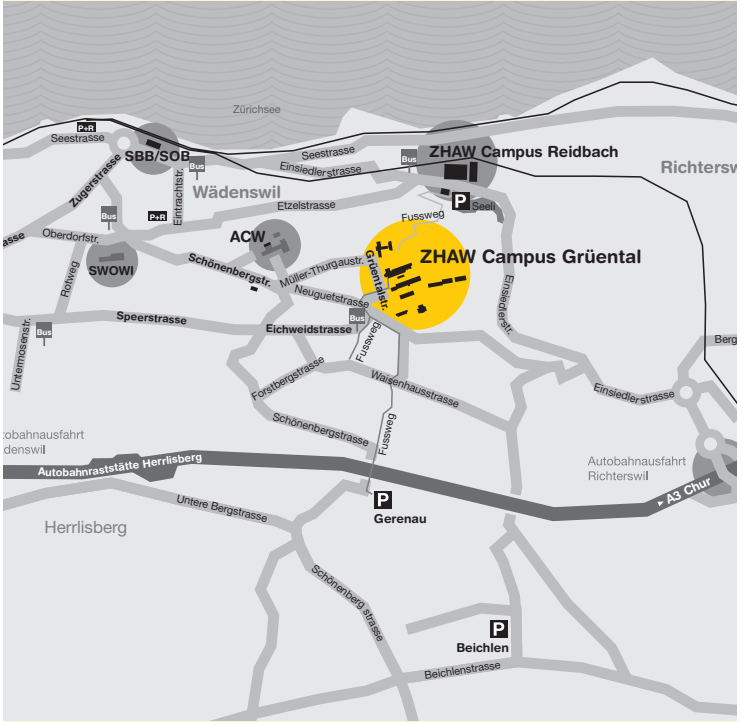 Zürichsee
P+R
Seestrasse
SBB/SOB
Bus
Seestrasse
Einsiedlerstrasse
Bus
ZHAW Campus Reidbach
Richtersw
Zugerstrasse
Eintrachtstr.
Wädenswil
P
Seeli
Bus
P+R
Etzelstrasse
Fussweg
asse
Oberdorfstr.
ACW
SWOWI
Rotweg
Schönenbergstr.
Müller-Thurgaustr.
Grüentalstr.
ZHAW Campus Grüental
Neuguetstrasse
Einsiedlerstr.
Speerstrasse
Bus
Eichweidstrasse
Bus
Untermosenstr.
Fussweg
Berg
Forstbergstrasse
Waisenhausstrasse
Einsiedlerstrasse
Schönenbergstrasse
Fussweg
tobahnausfahrt
denswil
Autobahnraststätte Herrlisberg
Autobahnausfahrt
Richterswil
A3 Chur
P
Gerenau
Untere Bergstrasse
Herrlisberg
Schönenberg strasse
P
Beichlen
Beichlenstrasse